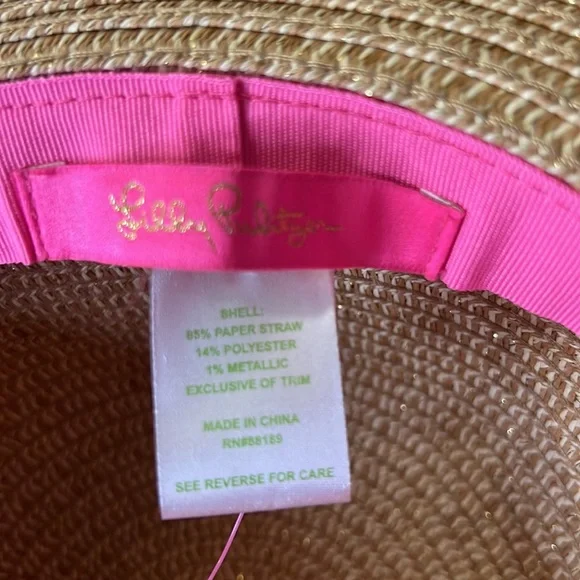 Lilly Pulitzer
SHELL:
85% PAPER STRAW
14% POLYESTER
1% METALLIC
EXCLUSIVE OF TRIM
MADE IN CHINA
RN#88189
SEE REVERSE FOR CARE